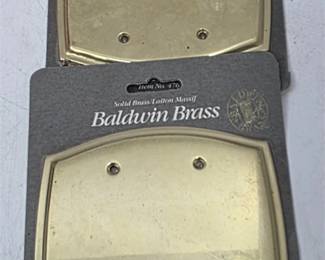 Item No. 476
Solid Brass/Laiton Massif
Baldwin Brass